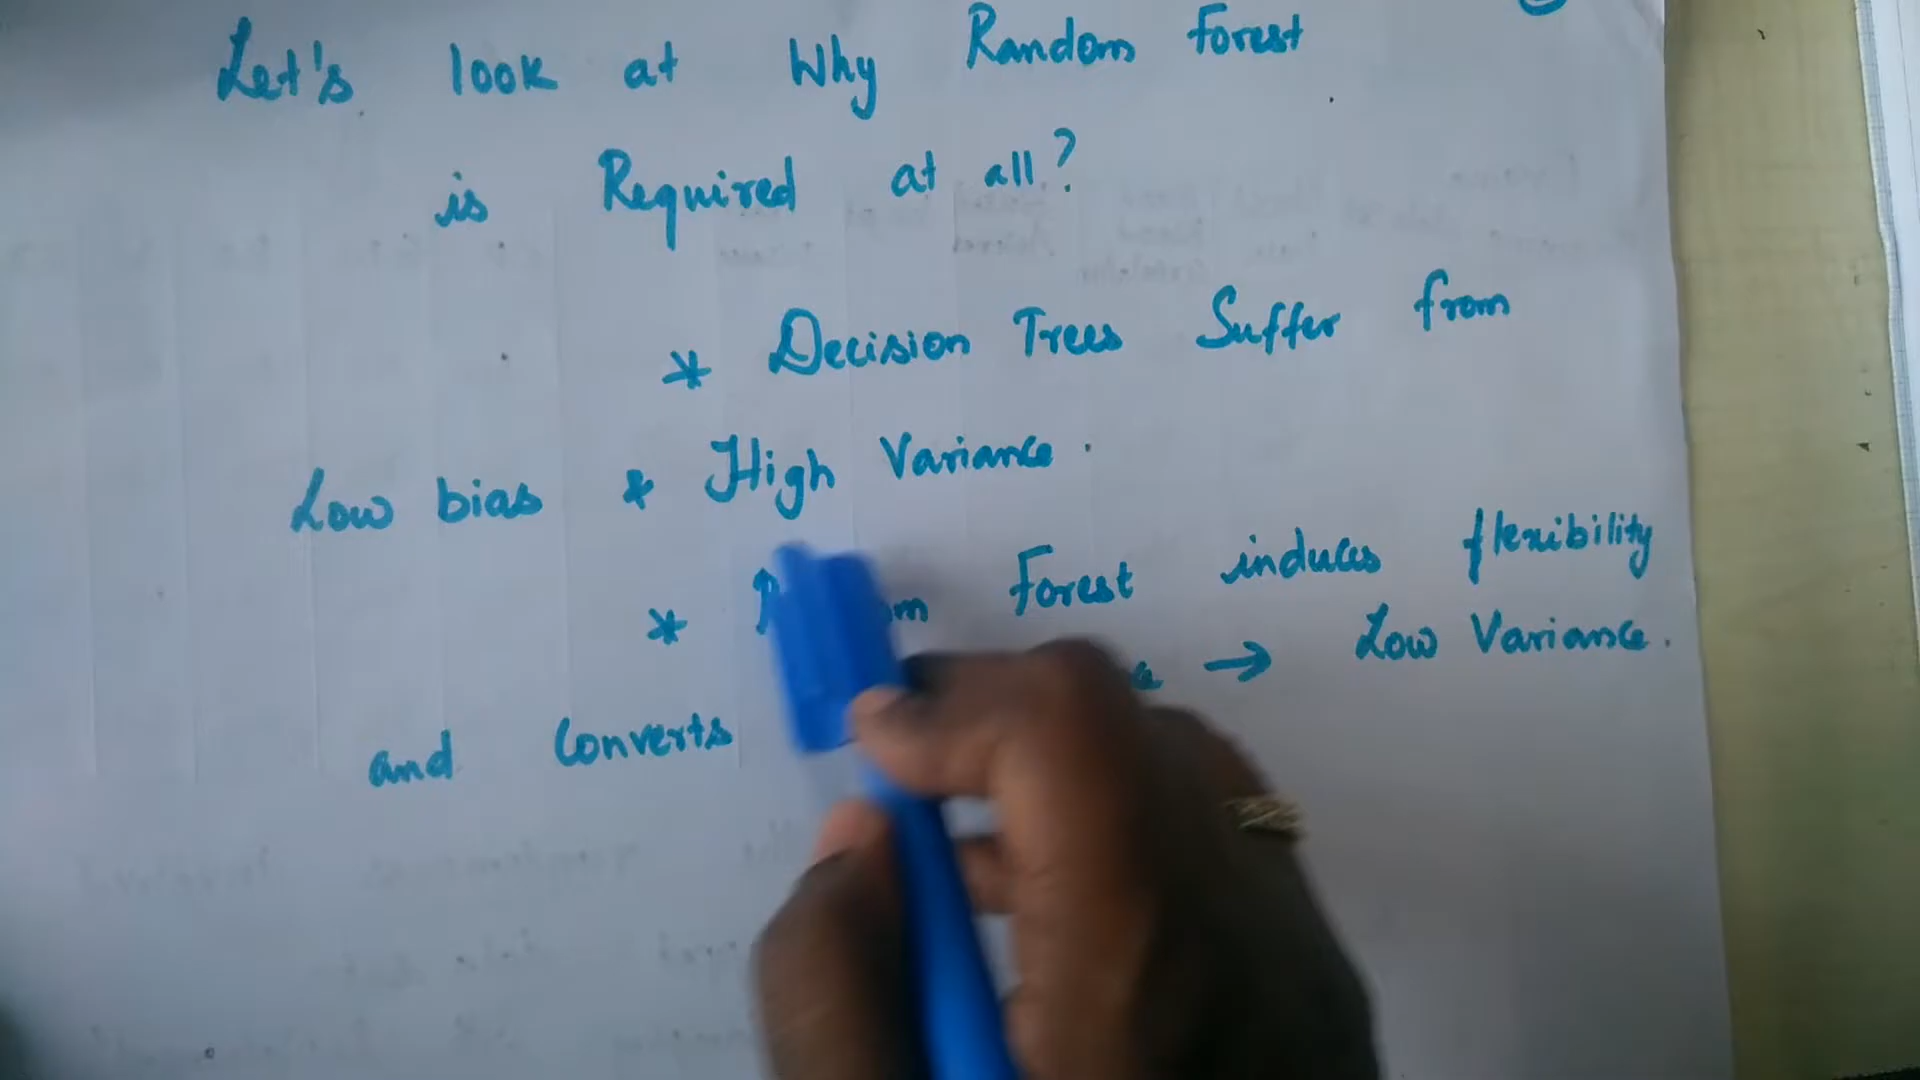 Let's look at Why Random Forest
is Required at all?
* Decision Trees Suffer from
Low bias * High Variance.
* Forest induces flexibility
and Converts → Low Variance.